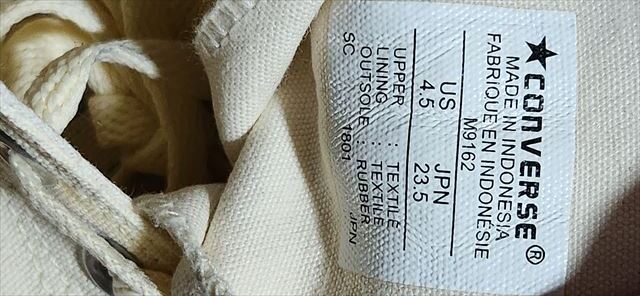 ★CONVERSE®
MADE IN INDONESIA
FABRIQUE EN INDONÉSIE
M9162
US JPN
4.5 23.5
UPPER : TEXTILE
LINING : TEXTILE
OUTSOLE : RUBBER
SC 1801 JPN